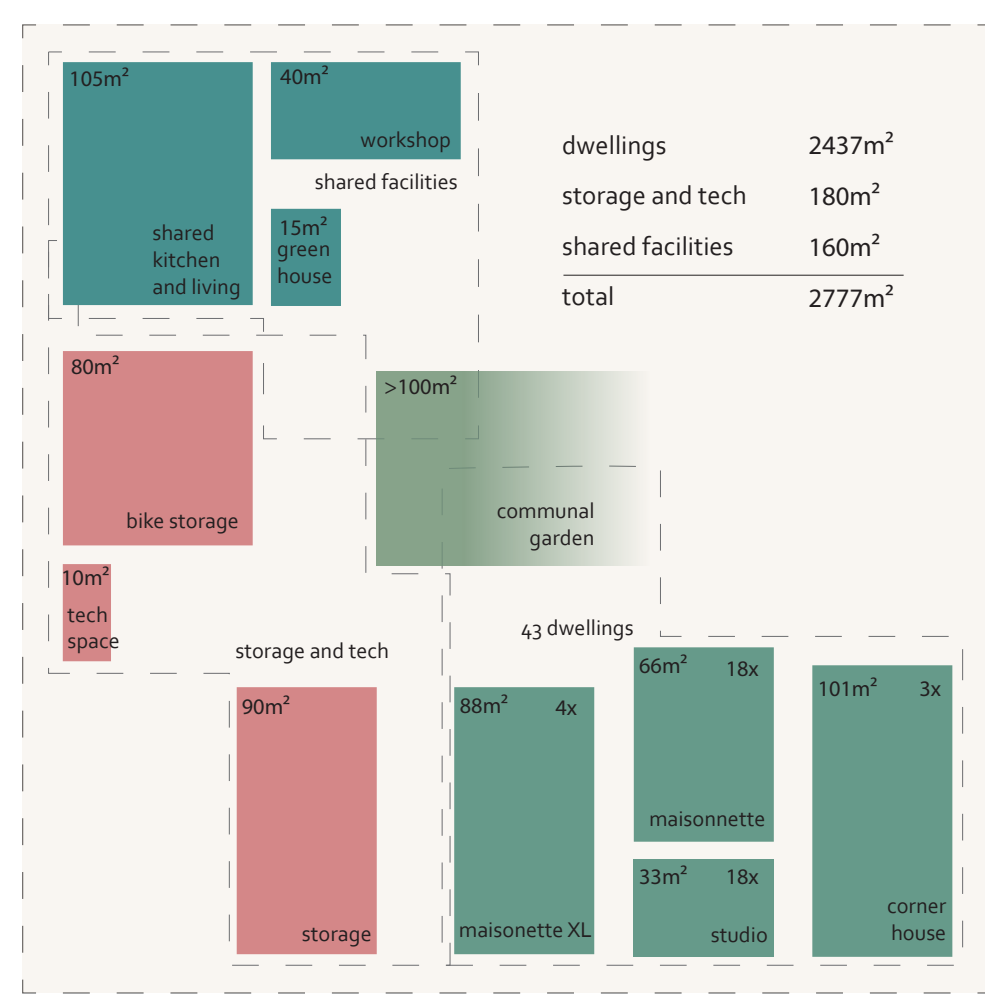 105m²
shared
kitchen
and living
40m²
workshop
shared facilities
15m²
green
house
dwellings 2437m²
storage and tech 180m²
shared facilities 160m²
total 2777m²
80m²
bike storage
>100m²
communal
garden
10m²
tech
space
storage and tech
90m²
storage
43 dwellings
88m² 4x
maisonette XL
66m² 18x
maisonnette
33m² 18x
studio
101m² 3x
corner
house